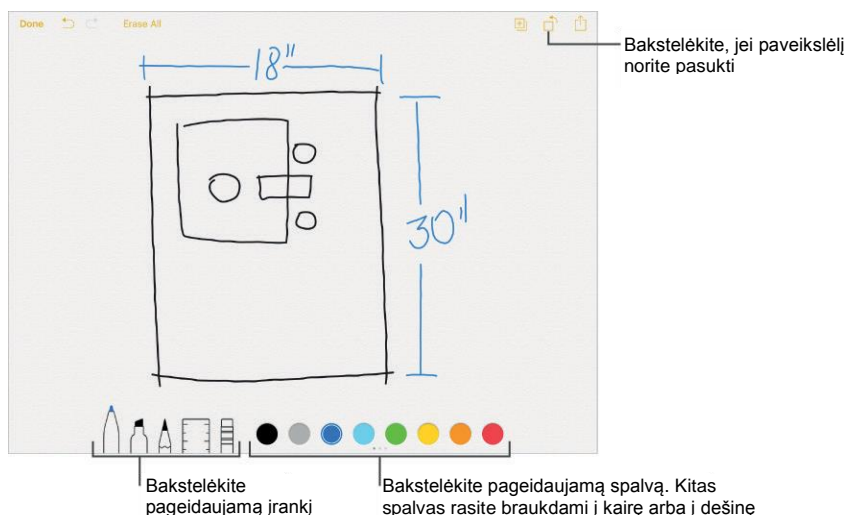 Done
Erase All
Bakstelėkite, jei paveikslėlį
norite pasukti
18"
30"
Bakstelėkite
pageidaujamą įrankį
Bakstelėkite pageidaujamą spalvą. Kitas
spalvas rasite braukdami į kairę arba į dešinę